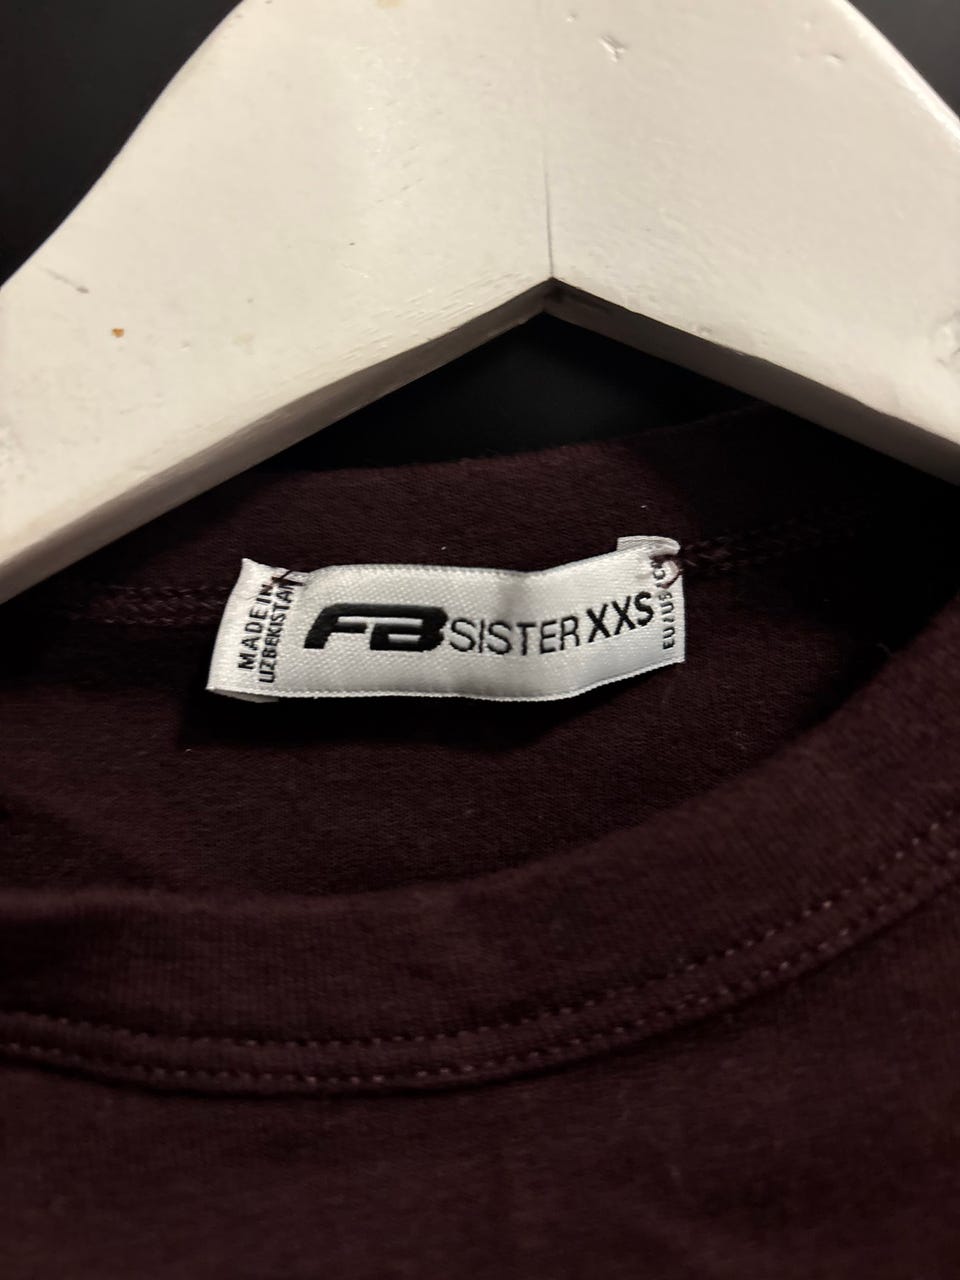 MADE IN
UZBEKISTAN
FB SISTER XXS
EU/US/CN